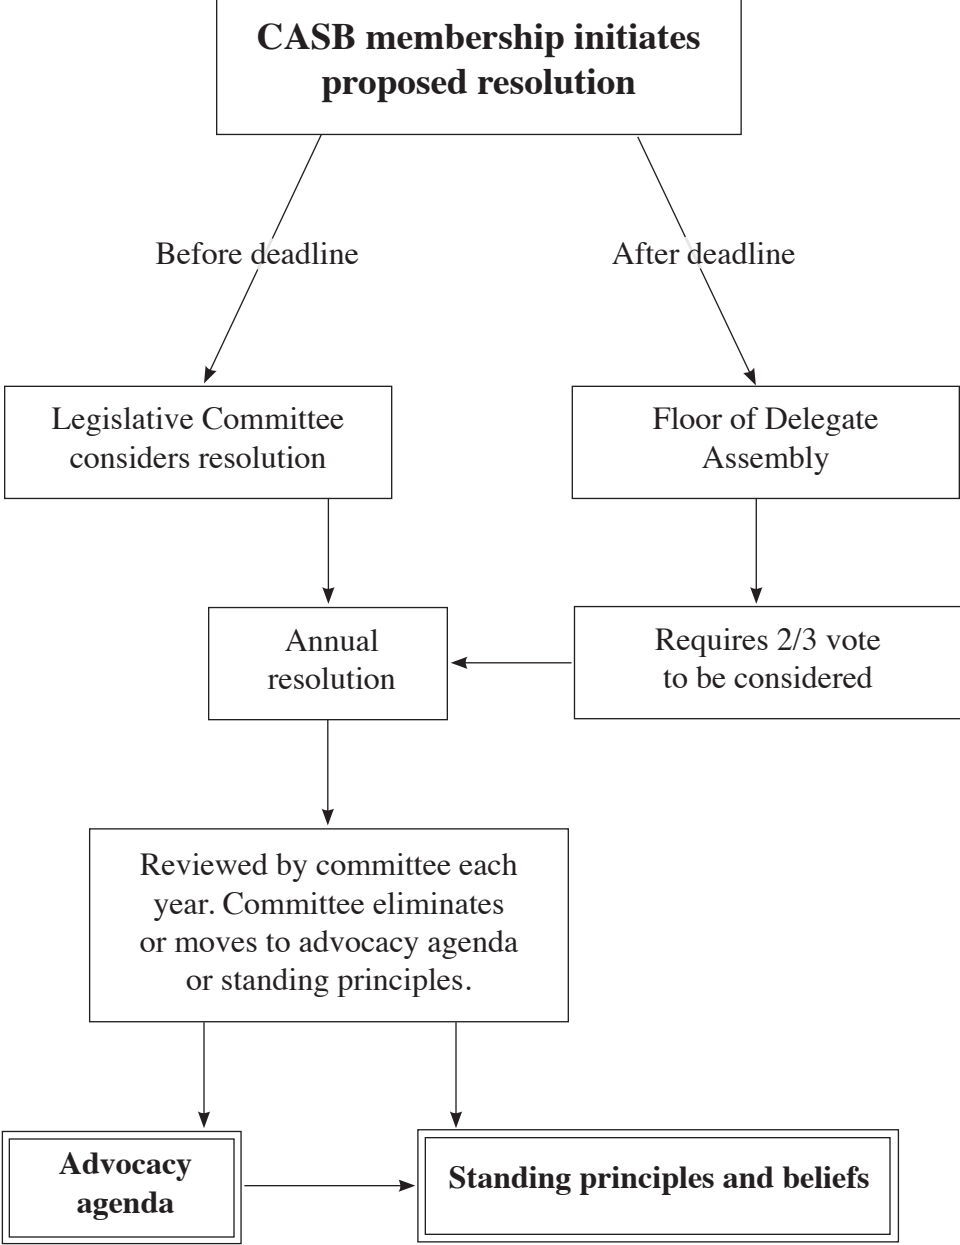 CASB membership initiates
proposed resolution
Before deadline
After deadline
Legislative Committee
considers resolution
Floor of Delegate
Assembly
Annual
resolution
Requires 2/3 vote
to be considered
Reviewed by committee each
year. Committee eliminates
or moves to advocacy agenda
or standing principles.
Advocacy
agenda
Standing principles and beliefs